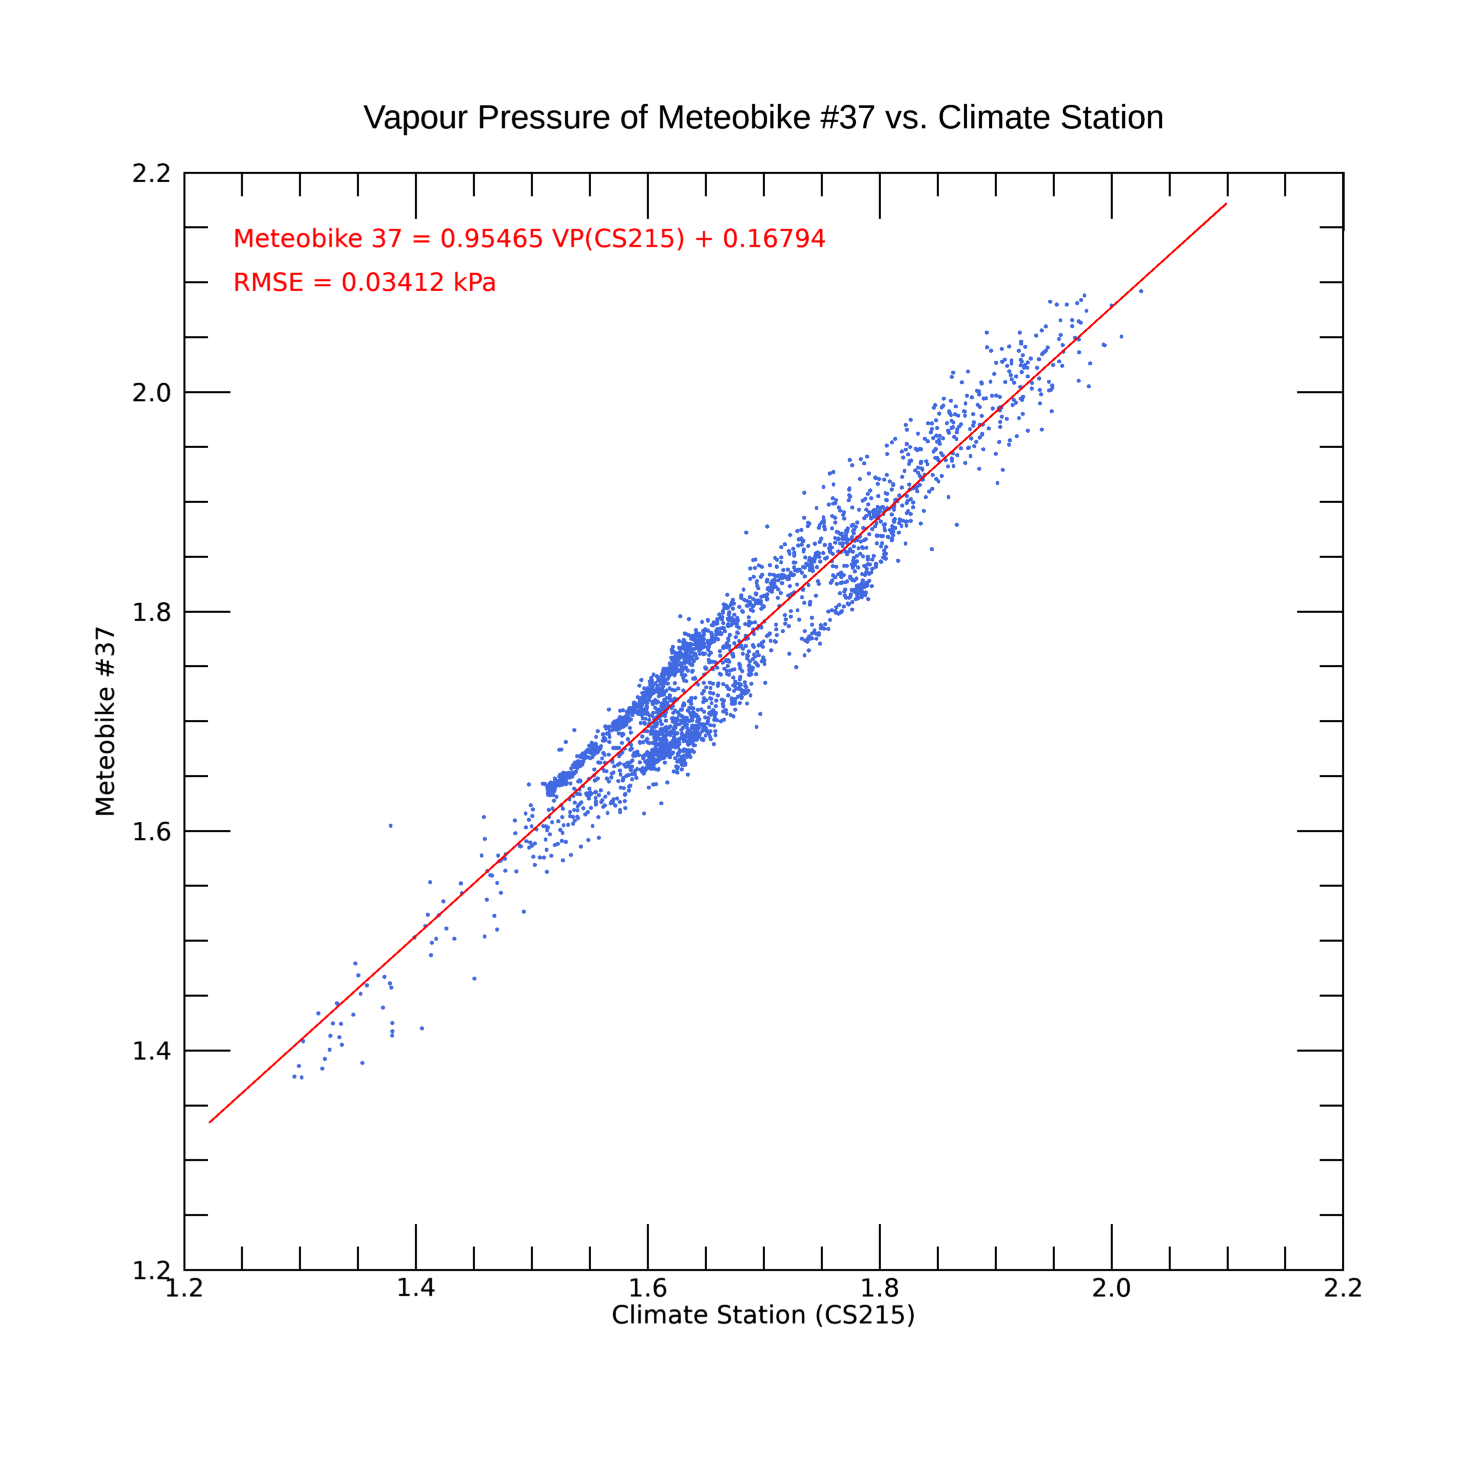 Vapour Pressure of Meteobike #37 vs. Climate Station
2.2
Meteobike 37 = 0.95465 VP(CS215) + 0.16794
RMSE = 0.03412 kPa
2.0
1.8
Meteobike #37
1.6
1.4
1.2
1.2 1.4 1.6 1.8 2.0 2.2
Climate Station (CS215)